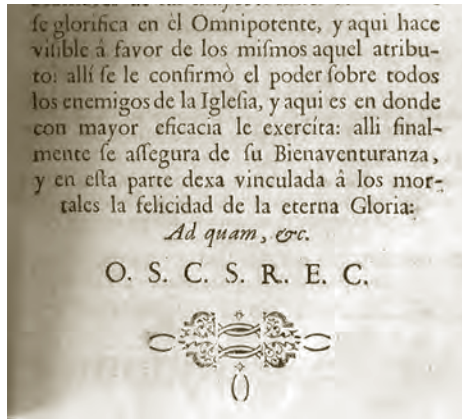 se glorifica en èl Omnipotente, y aqui hace
visible à favor de los mismos aquel atribu-
to: allí se le confirmò el poder sobre todos
los enemigos de la Iglesia, y aqui es en donde
con mayor eficacia le exercita: alli final-
mente se assegura de su Bienaventuranza,
y en esta parte dexa vinculada â los mor-
tales la felicidad de la eterna Gloria:
Ad quam, &c.
O. S. C. S. R. E. C.